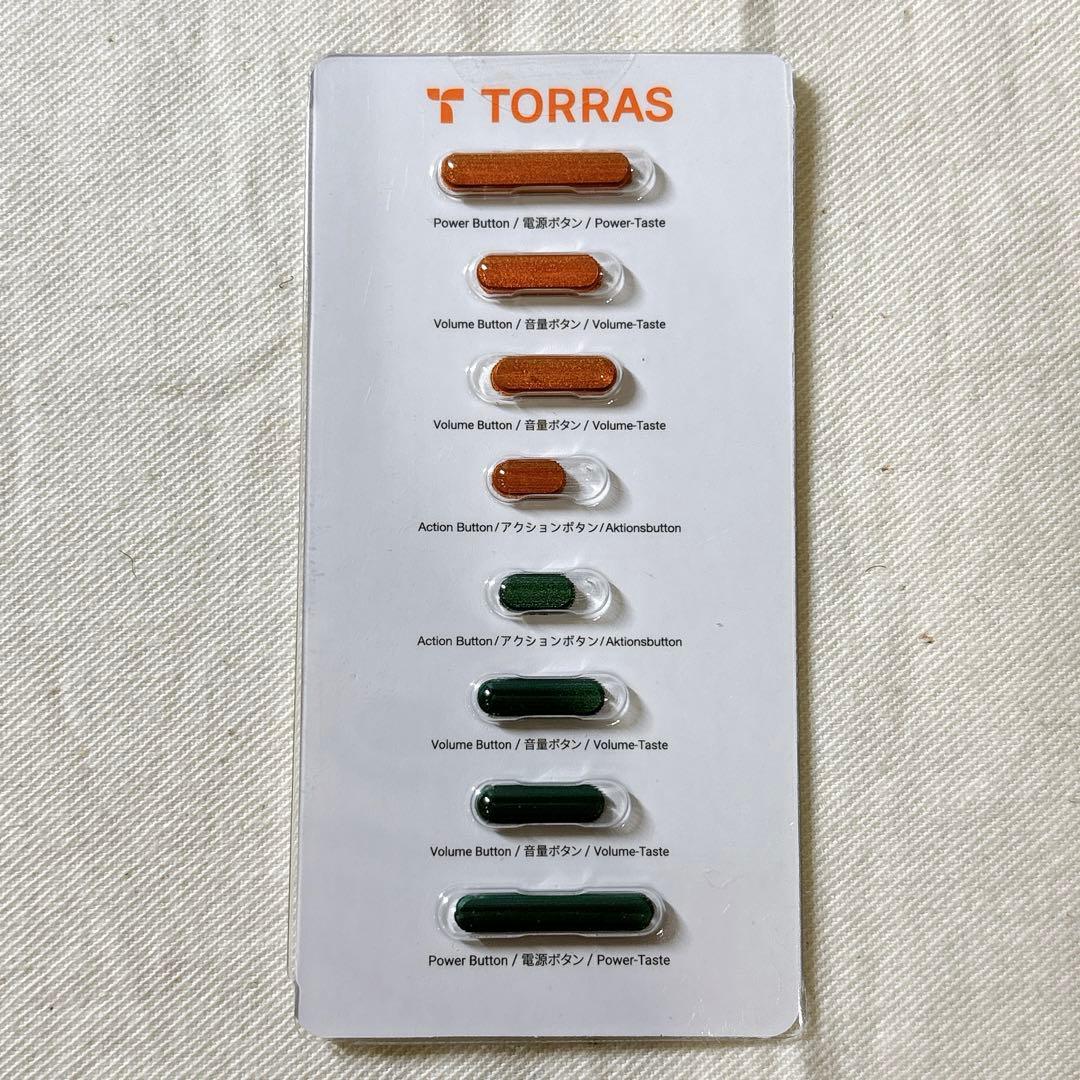 TORRAS
Power Button / 電源ボタン / Power-Taste
Volume Button / 音量ボタン / Volume-Taste
Volume Button / 音量ボタン / Volume-Taste
Action Button/アクションボタン/Aktionsbutton
Action Button/アクションボタン/Aktionsbutton
Volume Button / 音量ボタン / Volume-Taste
Volume Button / 音量ボタン / Volume-Taste
Power Button / 電源ボタン / Power-Taste